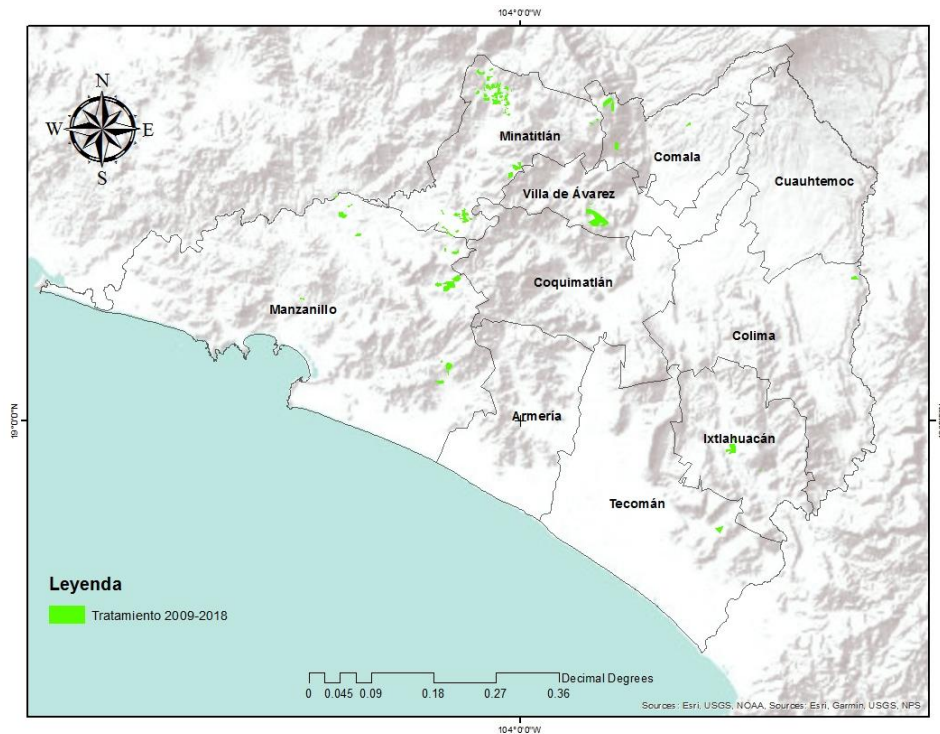 104°0'0"W
N
W
E
S
Minatitlán
Comala
Cuauhtemoc
Villa de Ávarez
Coquimatlán
Manzanillo
Colima
19°0'0"N
Armería
Ixtlahuacán
Tecomán
Leyenda
Tratamiento 2009-2018
Decimal Degrees
0 0.045 0.09 0.18 0.27 0.36
Sources: Esri, USGS, NOAA, Sources: Esri, Garmin, USGS, NPS
104°0'0"W